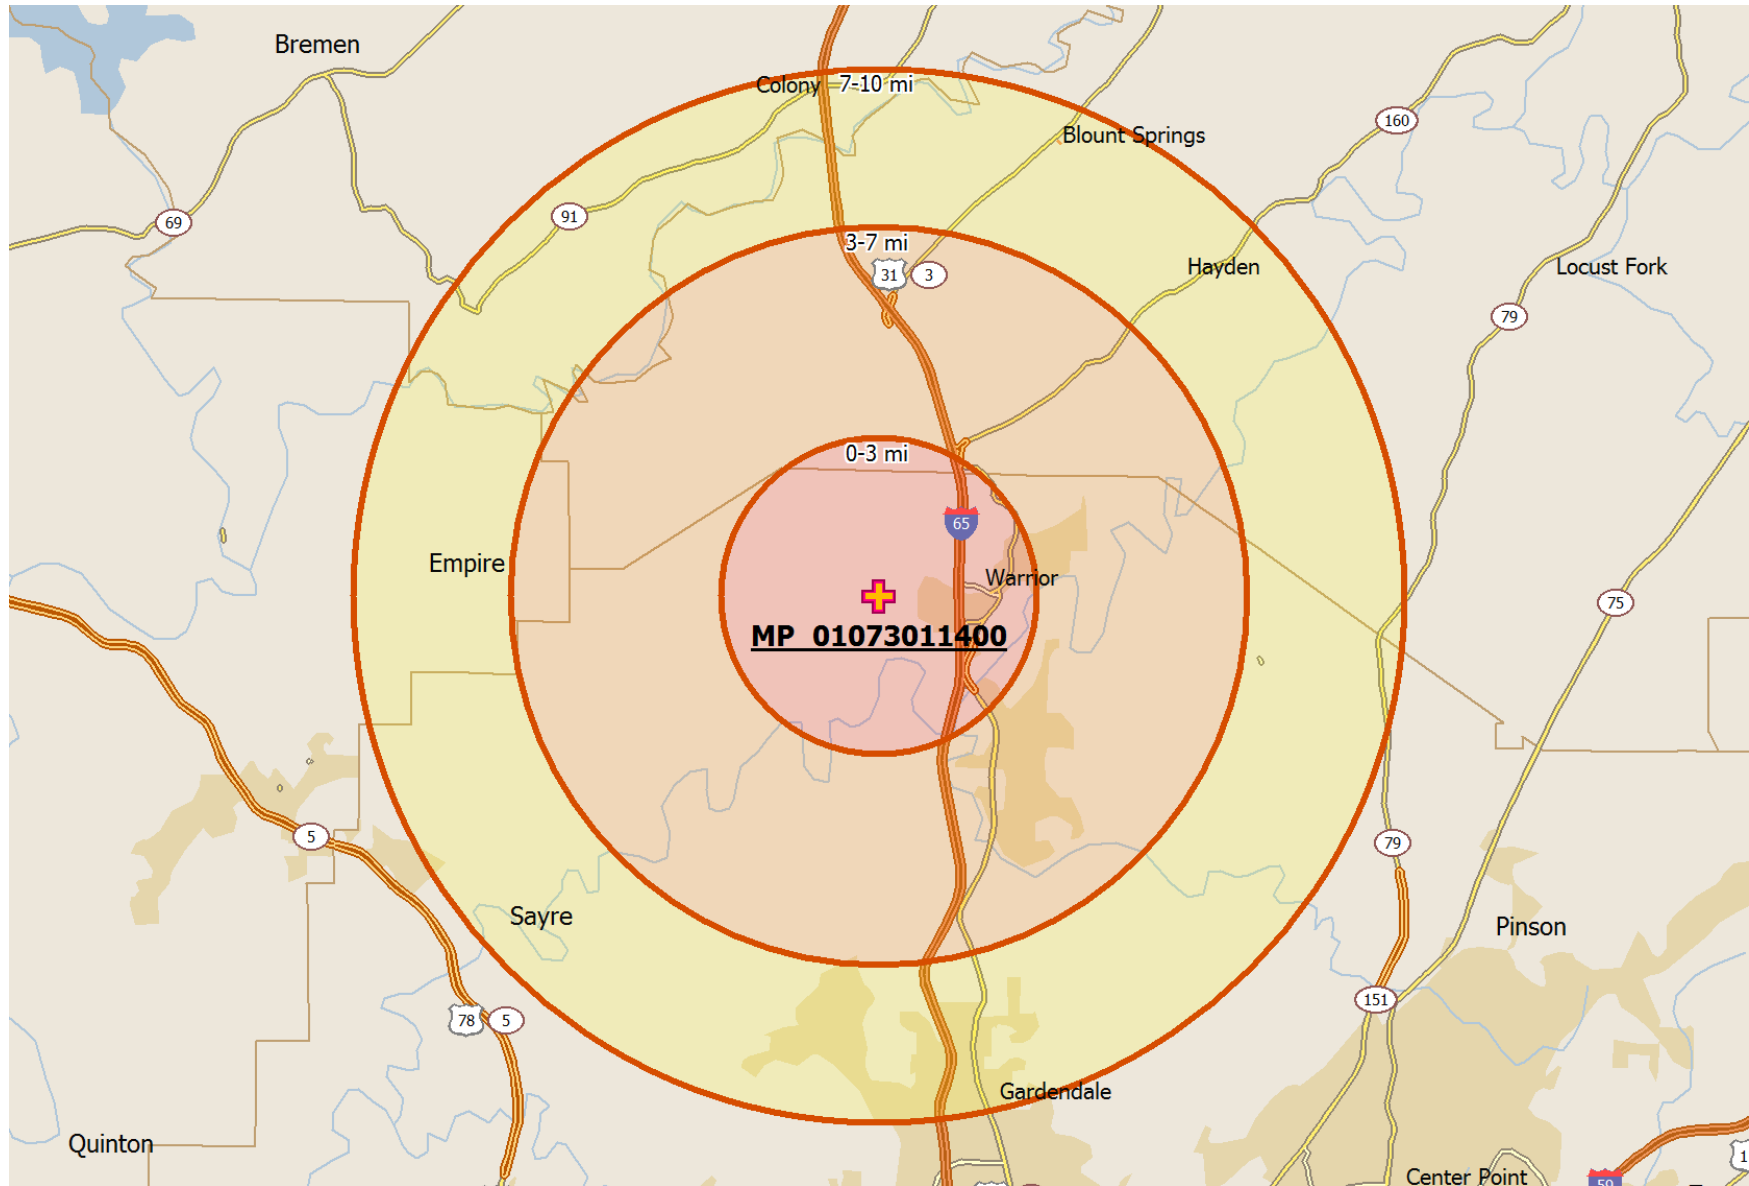 Bremen
Colony
7-10 mi
Blount Springs
160
91
69
3-7 mi
31
3
Hayden
Locust Fork
79
0-3 mi
65
Empire
Warrior
75
MP 01073011400
5
79
Sayre
Pinson
151
78
5
Gardendale
Quinton
Center Point
59